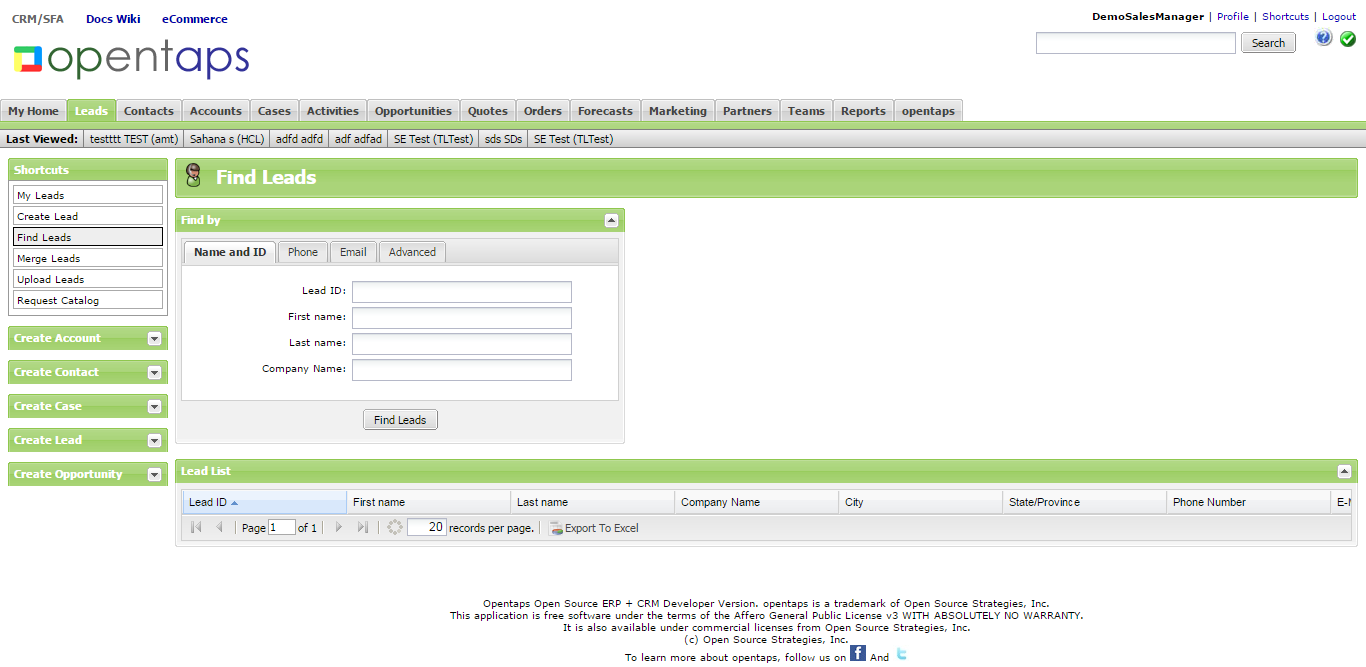 CRM/SFA Docs Wiki eCommerce
DemoSalesManager | Profile | Shortcuts | Logout
opentaps
Search
My Home Leads Contacts Accounts Cases Activities Opportunities Quotes Orders Forecasts Marketing Partners Teams Reports opentaps
Last Viewed: testttt TEST (amt) Sahana s (HCL) adfd adfd adf adfad SE Test (TLTest) sds SDs SE Test (TLTest)
Shortcuts
My Leads
Create Lead
Find Leads
Merge Leads
Upload Leads
Request Catalog
Create Account
Create Contact
Create Case
Create Lead
Create Opportunity
Find Leads
Find by
Name and ID Phone Email Advanced
Lead ID:
First name:
Last name:
Company Name:
Find Leads
Lead List
Lead ID First name Last name Company Name City State/Province Phone Number
Page 1 of 1 20 records per page. Export To Excel
Opentaps Open Source ERP + CRM Developer Version. opentaps is a trademark of Open Source Strategies, Inc.
This application is free software under the terms of the Affero General Public License v3 WITH ABSOLUTELY NO WARRANTY.
It is also available under commercial licenses from Open Source Strategies, Inc.
(c) Open Source Strategies, Inc.
To learn more about opentaps, follow us on f And t